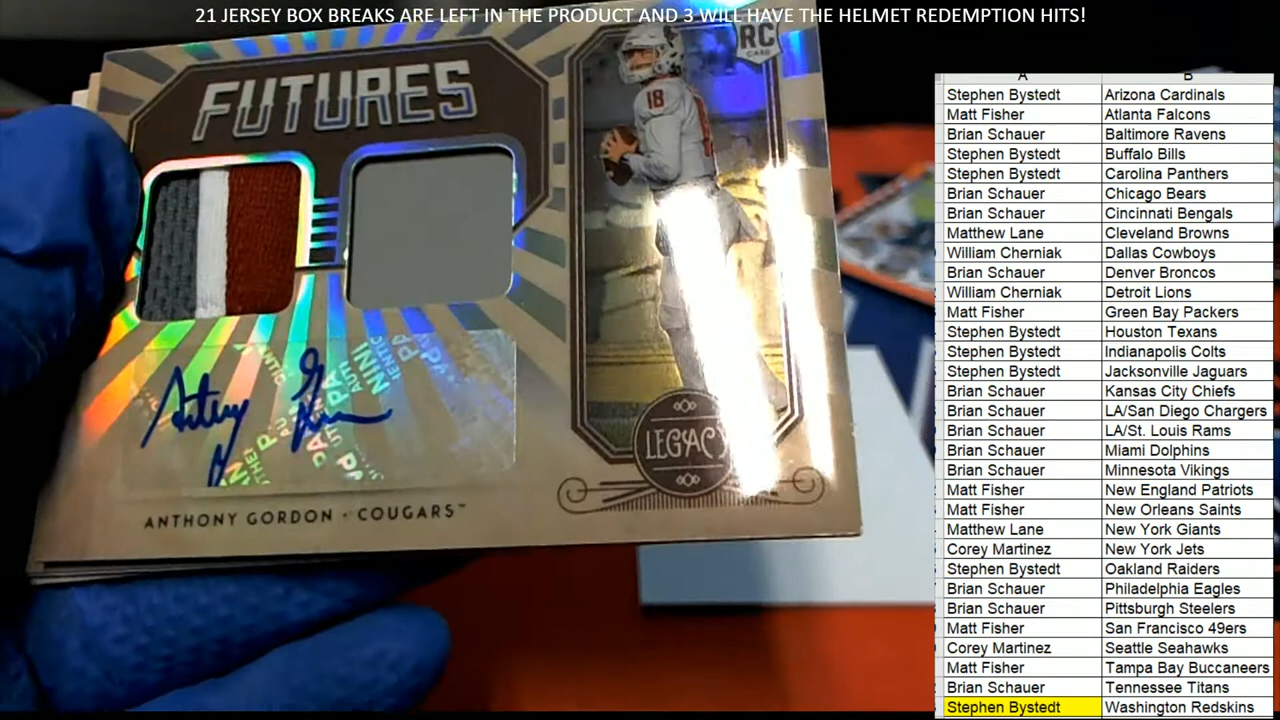 21 JERSEY BOX BREAKS ARE LEFT IN THE PRODUCT AND 3 WILL HAVE THE HELMET REDEMPTION HITS!
FUTURES
RC
CARD
18
LEGACY
ANTHONY GORDON · COUGARS™
A B
Stephen Bystedt Arizona Cardinals
Matt Fisher Atlanta Falcons
Brian Schauer Baltimore Ravens
Stephen Bystedt Buffalo Bills
Stephen Bystedt Carolina Panthers
Brian Schauer Chicago Bears
Brian Schauer Cincinnati Bengals
Matthew Lane Cleveland Browns
William Cherniak Dallas Cowboys
Brian Schauer Denver Broncos
William Cherniak Detroit Lions
Matt Fisher Green Bay Packers
Stephen Bystedt Houston Texans
Stephen Bystedt Indianapolis Colts
Stephen Bystedt Jacksonville Jaguars
Brian Schauer Kansas City Chiefs
Brian Schauer LA/San Diego Chargers
Brian Schauer LA/St. Louis Rams
Brian Schauer Miami Dolphins
Brian Schauer Minnesota Vikings
Matt Fisher New England Patriots
Matt Fisher New Orleans Saints
Matthew Lane New York Giants
Corey Martinez New York Jets
Stephen Bystedt Oakland Raiders
Brian Schauer Philadelphia Eagles
Brian Schauer Pittsburgh Steelers
Matt Fisher San Francisco 49ers
Corey Martinez Seattle Seahawks
Matt Fisher Tampa Bay Buccaneers
Brian Schauer Tennessee Titans
Stephen Bystedt Washington Redskins